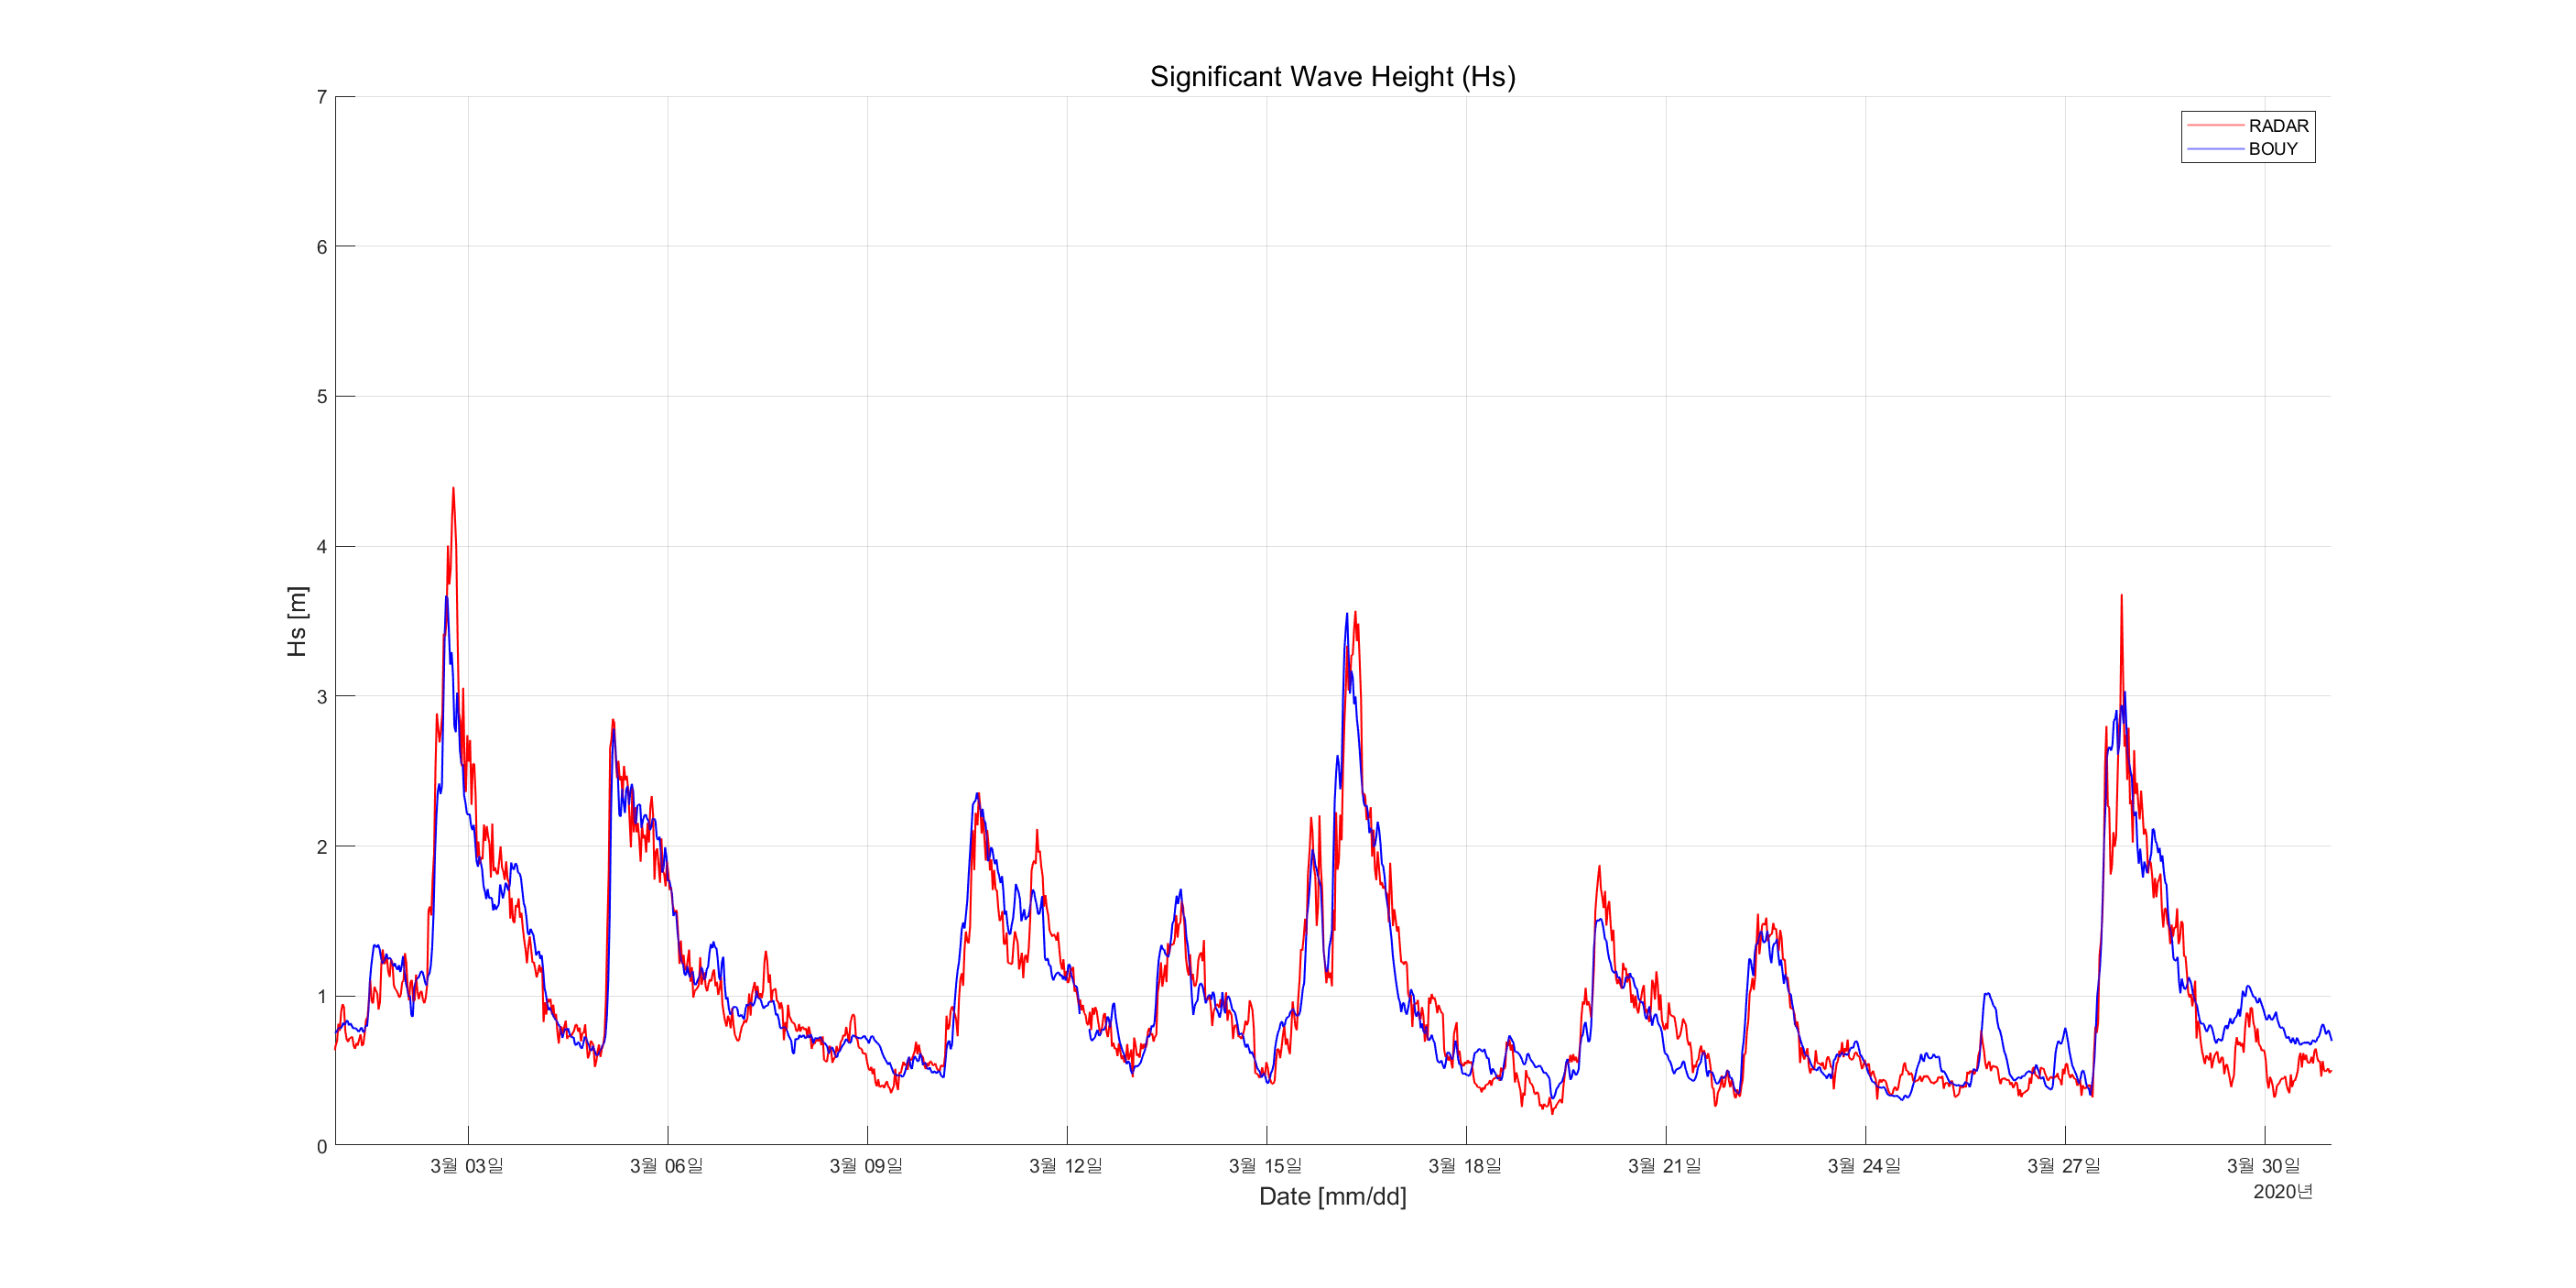 Significant Wave Height (Hs)
RADAR
BOUY
7
6
5
4
3
2
1
0
Hs [m]
3월 03일
3월 06일
3월 09일
3월 12일
3월 15일
3월 18일
3월 21일
3월 24일
3월 27일
3월 30일
2020년
Date [mm/dd]